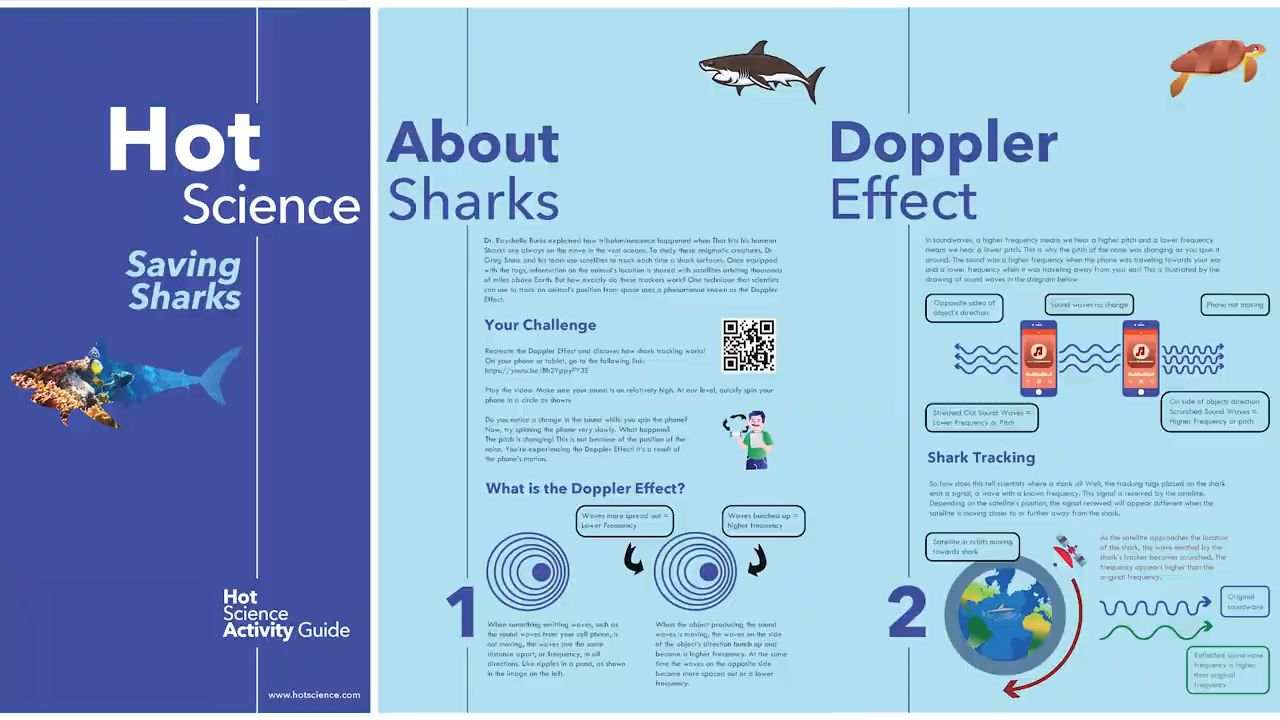 Hot
Science
Saving
Sharks
Hot
Science
Activity Guide
www.hotscience.com
About
Sharks
Dr. Raychelle Burks explained how triboluminescence happened when Thor hits his hammer
Sharks are always on the move in the vast oceans. To study these enigmatic creatures, Dr.
Greg Stone and his team use satellites to track each time a shark surfaces. Once equipped
with the tags, information on the animal's location is shared with satellites orbiting thousands
of miles above Earth. But how exactly do these trackers work? One technique that scientists
can use to track an animal's position from space uses a phenomenon known as the Doppler
Effect.
Your Challenge
Recreate the Doppler Effect and discover how shark tracking works!
On your phone or tablet, go to the following link:
Play the video. Make sure your sound is on relatively high. At ear level, quickly spin your
phone in a circle as shown.
Do you notice a change in the sound while you spin the phone?
Now, try spinning the phone very slowly. What happens?
The pitch is changing! This is not because of the position of the
noise. You're experiencing the Doppler Effect! It's a result of
the phone's motion.
What is the Doppler Effect?
Waves more spread out =
Lower Frequency
Waves bunched up =
higher frequency
1
When something emitting waves, such as
the sound waves from your cell phone, is
not moving, the waves are the same
distance apart, or frequency, in all
directions. Like ripples in a pond, as shown
in the image on the left.
When the object producing the sound
waves is moving, the waves on the side
of the object's direction bunch up and
become a higher frequency. At the same
time the waves on the opposite side
become more spaced out or a lower
frequency.
Doppler
Effect
In soundwaves, a higher frequency means we hear a higher pitch and a lower frequency
means we hear a lower pitch. This is why the pitch of the noise was changing as you spun it
around. The sound was a higher frequency when the phone was traveling towards your ear
and a lower frequency when it was traveling away from your ear! This is illustrated by the
drawing of sound waves in the diagram below
Opposite sided of
object's direction
Sound waves no change
Phone not moving
Streched Out Sound Waves =
Lower Frequency or Pitch
On side of objects direction
Scrunched Sound Waves =
Higher Frequency or pitch
Shark Tracking
So how does this tell scientists where a shark is? Well, the tracking tags placed on the shark
emit a signal, a wave with a known frequency. This signal is received by the satellite.
Depending on the satellite's position, the signal received will appear different when the
satellite is moving closer to or further away from the shark.
Satellite in orbits moving
towards shark
As the satellite approaches the location
of the shark, the wave emitted by the
shark's tracker becomes scrunched. The
frequency appears higher than the
original frequency.
2
Original
soundwave
Reflected soundwave
frequency is higher
than original
frequency